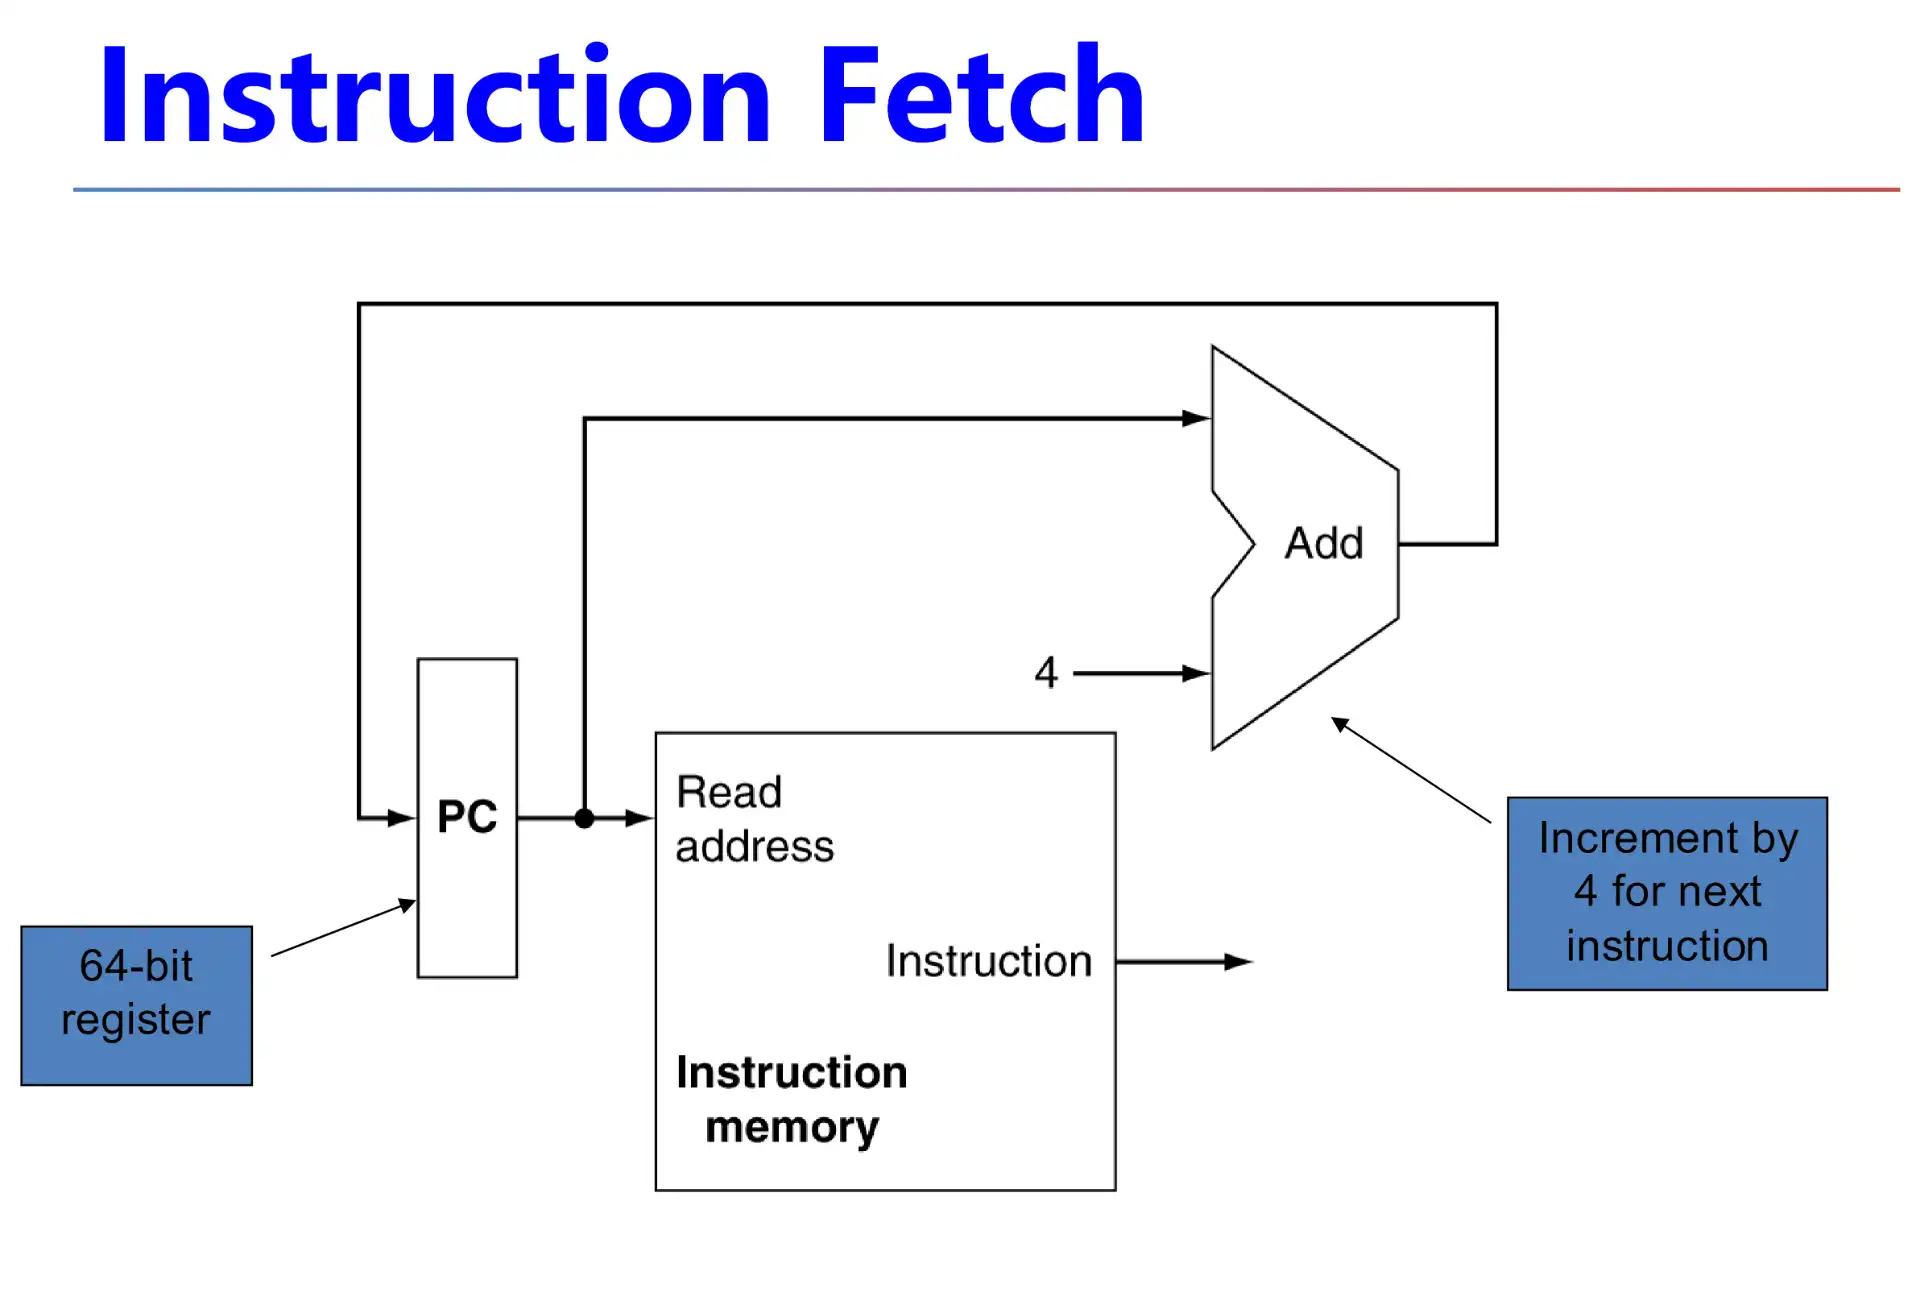 Instruction Fetch
Add
4
PC
Read
address
Increment by
4 for next
instruction
64-bit
register
Instruction
Instruction
memory